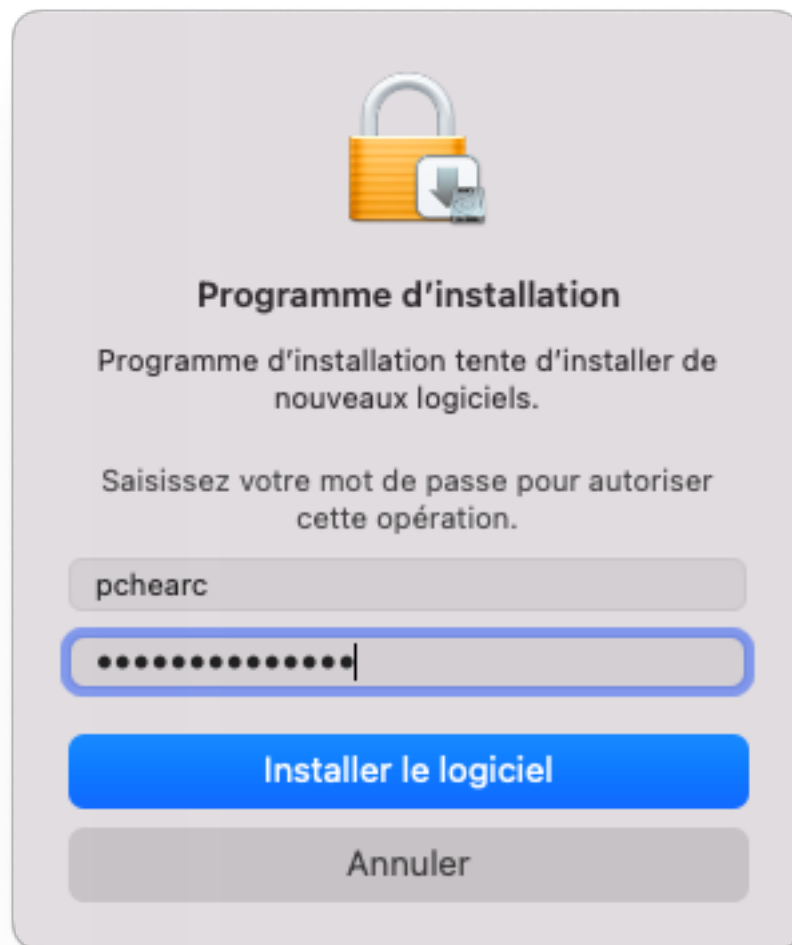 Programme d’installation
Programme d’installation tente d’installer de
nouveaux logiciels.
Saisissez votre mot de passe pour autoriser
cette opération.
pchearc
••••••••••••••
Installer le logiciel
Annuler